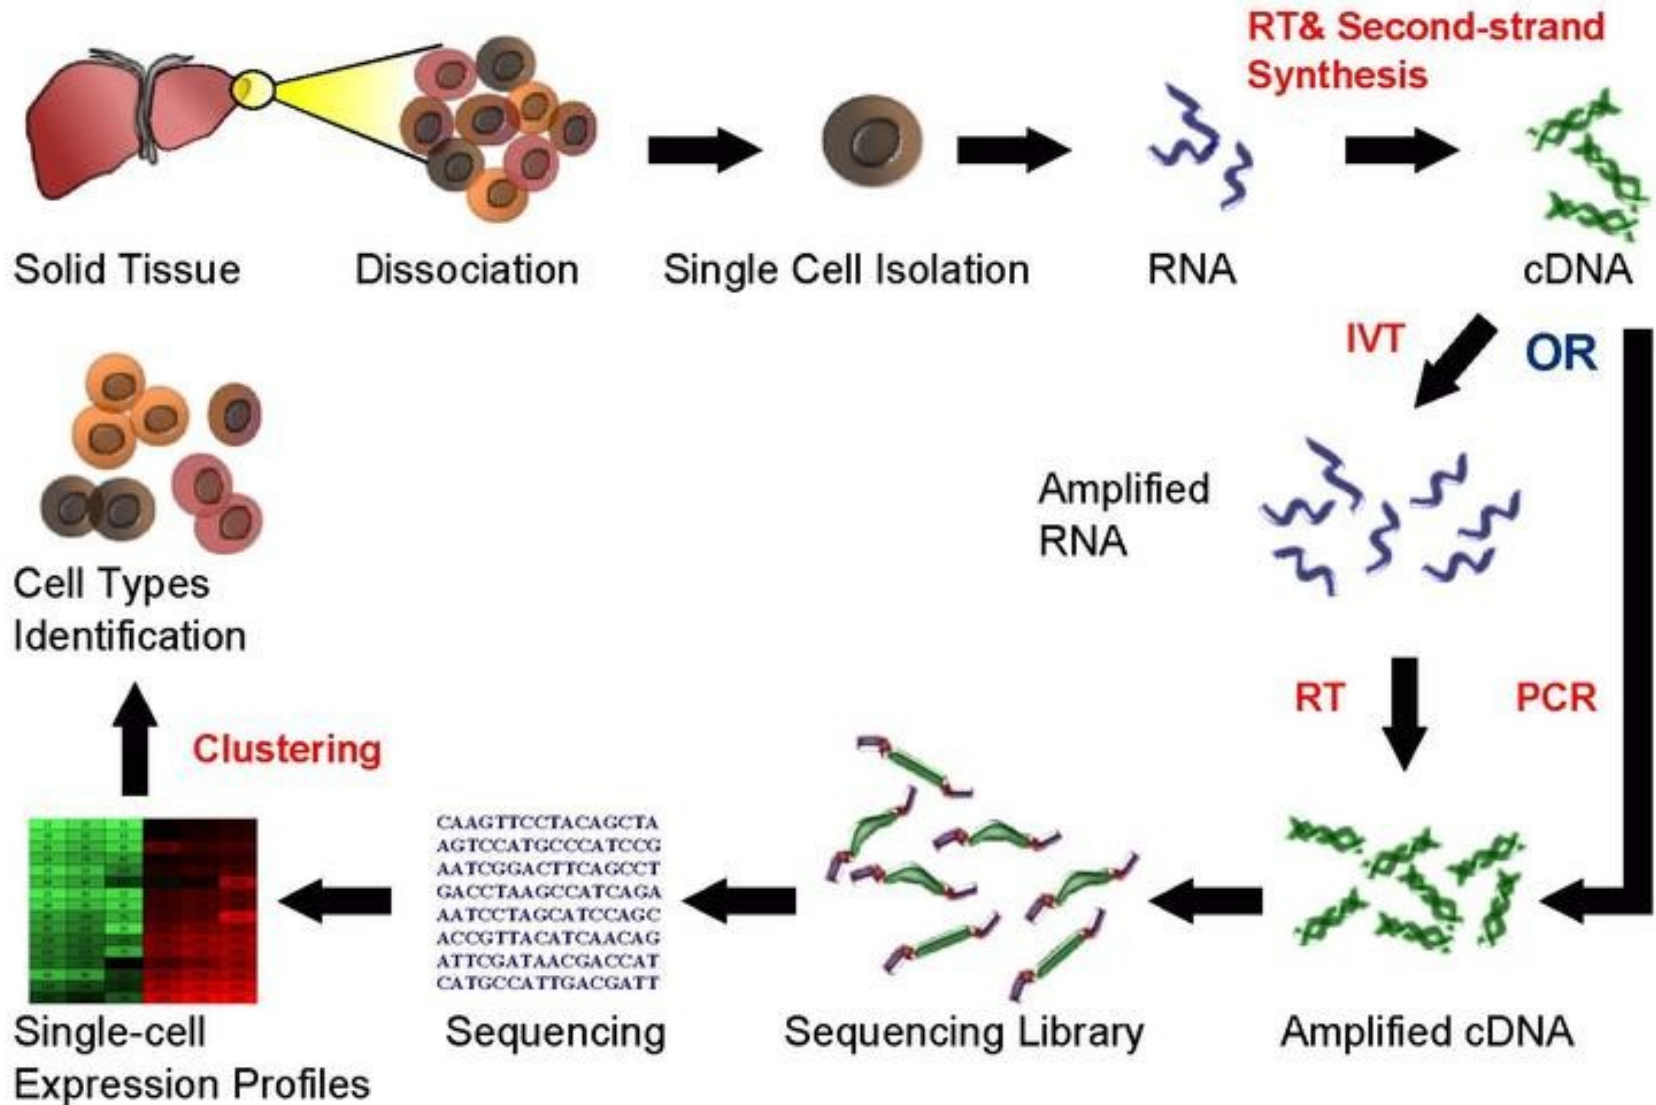 RT& Second-strand
Synthesis
Solid Tissue
Dissociation
Single Cell Isolation
RNA
cDNA
IVT
OR
Amplified
RNA
RT
PCR
Cell Types
Identification
Clustering
CAAGTTCCTACAGCTA
AGTCCATGCCCATCCG
AATCGGACTTCAGCCT
GACCTAAGCCATCAGA
AATCCTAGCATCCAGC
ACCGTTACATCAACAG
ATTCGATAACGACCAT
CATGCCATTGACGATT
Single-cell
Expression Profiles
Sequencing
Sequencing Library
Amplified cDNA